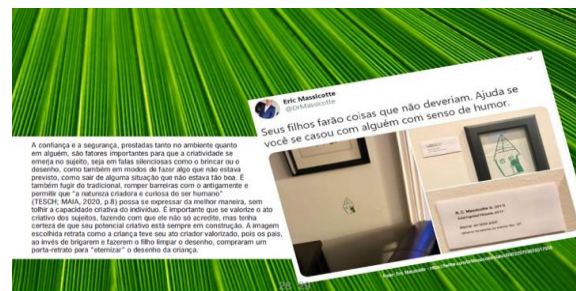 A confiança e a segurança, prestadas tanto no ambiente quanto
em alguém, são fatores importantes para que a criatividade se
emerja no sujeito, seja em falas silenciosas como o brincar ou o
desenho, como também em modos de fazer algo que não estava
previsto, como sair de alguma situação que não estava tão boa. É
também fugir do tradicional, romper barreiras com o antigamente e
permitir que "a natureza criadora e curiosa do ser humano"
(TESCH; MAIA, 2020, p.8) possa se expressar da melhor maneira, sem
tolhir a capacidade criativa do indivíduo. É importante que se valorize o ato
criativo dos sujeitos, fazendo com que ele não só acredite, mas tenha
certeza de que seu potencial criativo está sempre em construção. A imagem
escolhida retrata como a criança teve seu ato criador valorizado, pois os pais,
ao invés de brigarem e fazerem o filho limpar o desenho, compraram um
porta-retrato para "eternizar" o desenho da criança.
Eric Massicotte
@DrMassicotte
Seus filhos farão coisas que não deveriam. Ajuda se
você se casou com alguém com senso de humor.